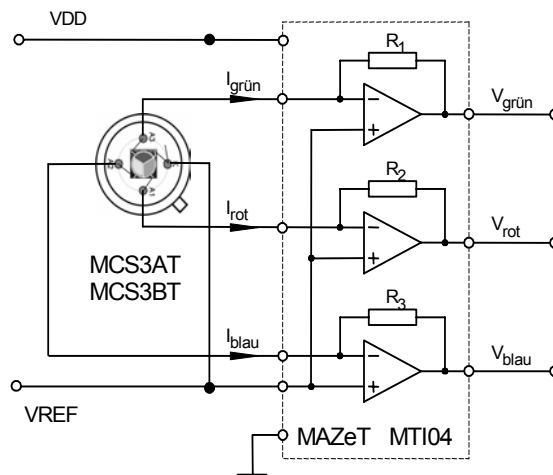 VDD
R1
Igrün
Vgrün
R2
Irot
Vrot
MCS3AT
MCS3BT
R3
Iblau
Vblau
VREF
MAZeT MTI04